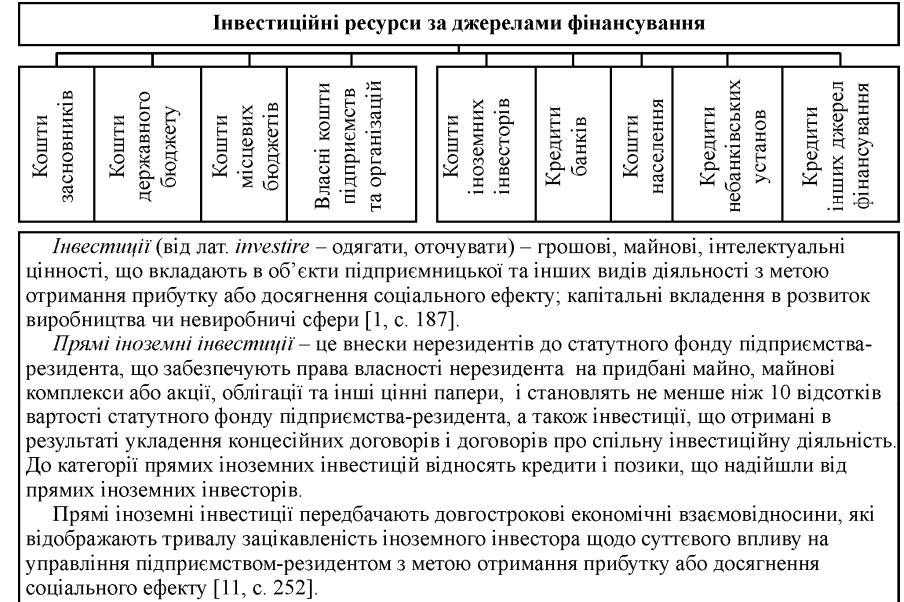 Інвестиційні ресурси за джерелами фінансування
Кошти
засновників
Кошти
державного
бюджету
Кошти
місцевих
бюджетів
Власні кошти
підприємств
та організацій
Кошти
іноземних
інвесторів
Кредити
банків
Кошти
населення
Кредити
небанківських
установ
Кредити
інших джерел
фінансування
Інвестиції (від лат. investire – одягати, оточувати) – грошові, майнові, інтелектуальні
цінності, що вкладають в об’єкти підприємницької та інших видів діяльності з метою
отримання прибутку або досягнення соціального ефекту; капітальні вкладення в розвиток
виробництва чи невиробничі сфери [1, с. 187].
Прямі іноземні інвестиції – це внески нерезидентів до статутного фонду підприємства-
резидента, що забезпечують права власності нерезидента на придбані майно, майнові
комплекси або акції, облігації та інші цінні папери, і становлять не менше ніж 10 відсотків
вартості статутного фонду підприємства-резидента, а також інвестиції, що отримані в
результаті укладення концесійних договорів і договорів про спільну інвестиційну діяльність.
До категорії прямих іноземних інвестицій відносять кредити і позики, що надійшли від
прямих іноземних інвесторів.
Прямі іноземні інвестиції передбачають довгострокові економічні взаємовідносини, які
відображають тривалу зацікавленість іноземного інвестора щодо суттєвого впливу на
управління підприємством-резидентом з метою отримання прибутку або досягнення
соціального ефекту [11, с. 252].